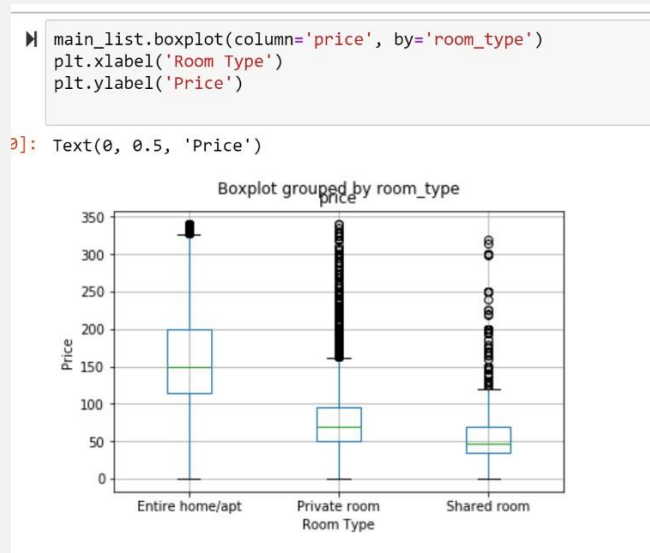 main_list.boxplot(column='price', by='room_type')
plt.xlabel('Room Type')
plt.ylabel('Price')
0]: Text(0, 0.5, 'Price')
Boxplot grouped by room_type
price
350
300
250
200
150
100
50
0
Price
Entire home/apt Private room Shared room
Room Type